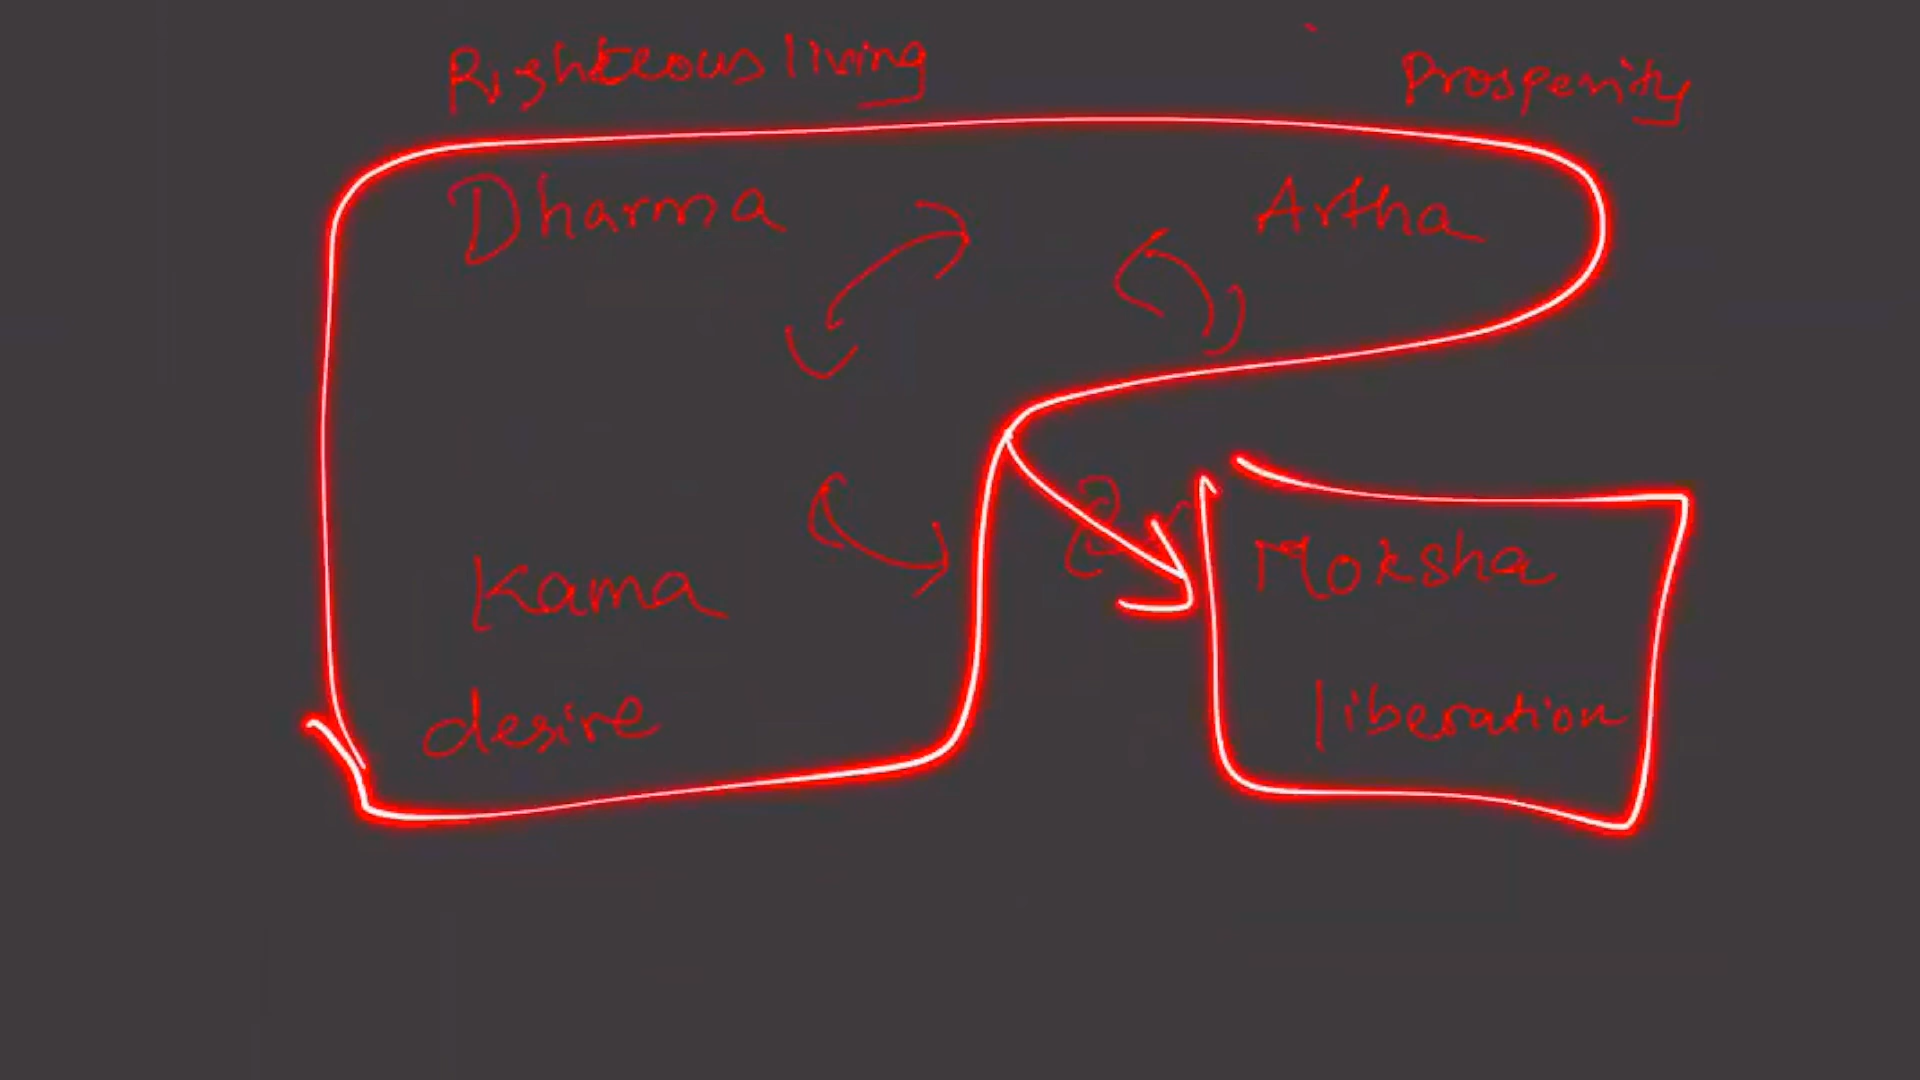 Righteous living
Prosperity
Dharma
Artha
Kama
Moksha
desire
liberation